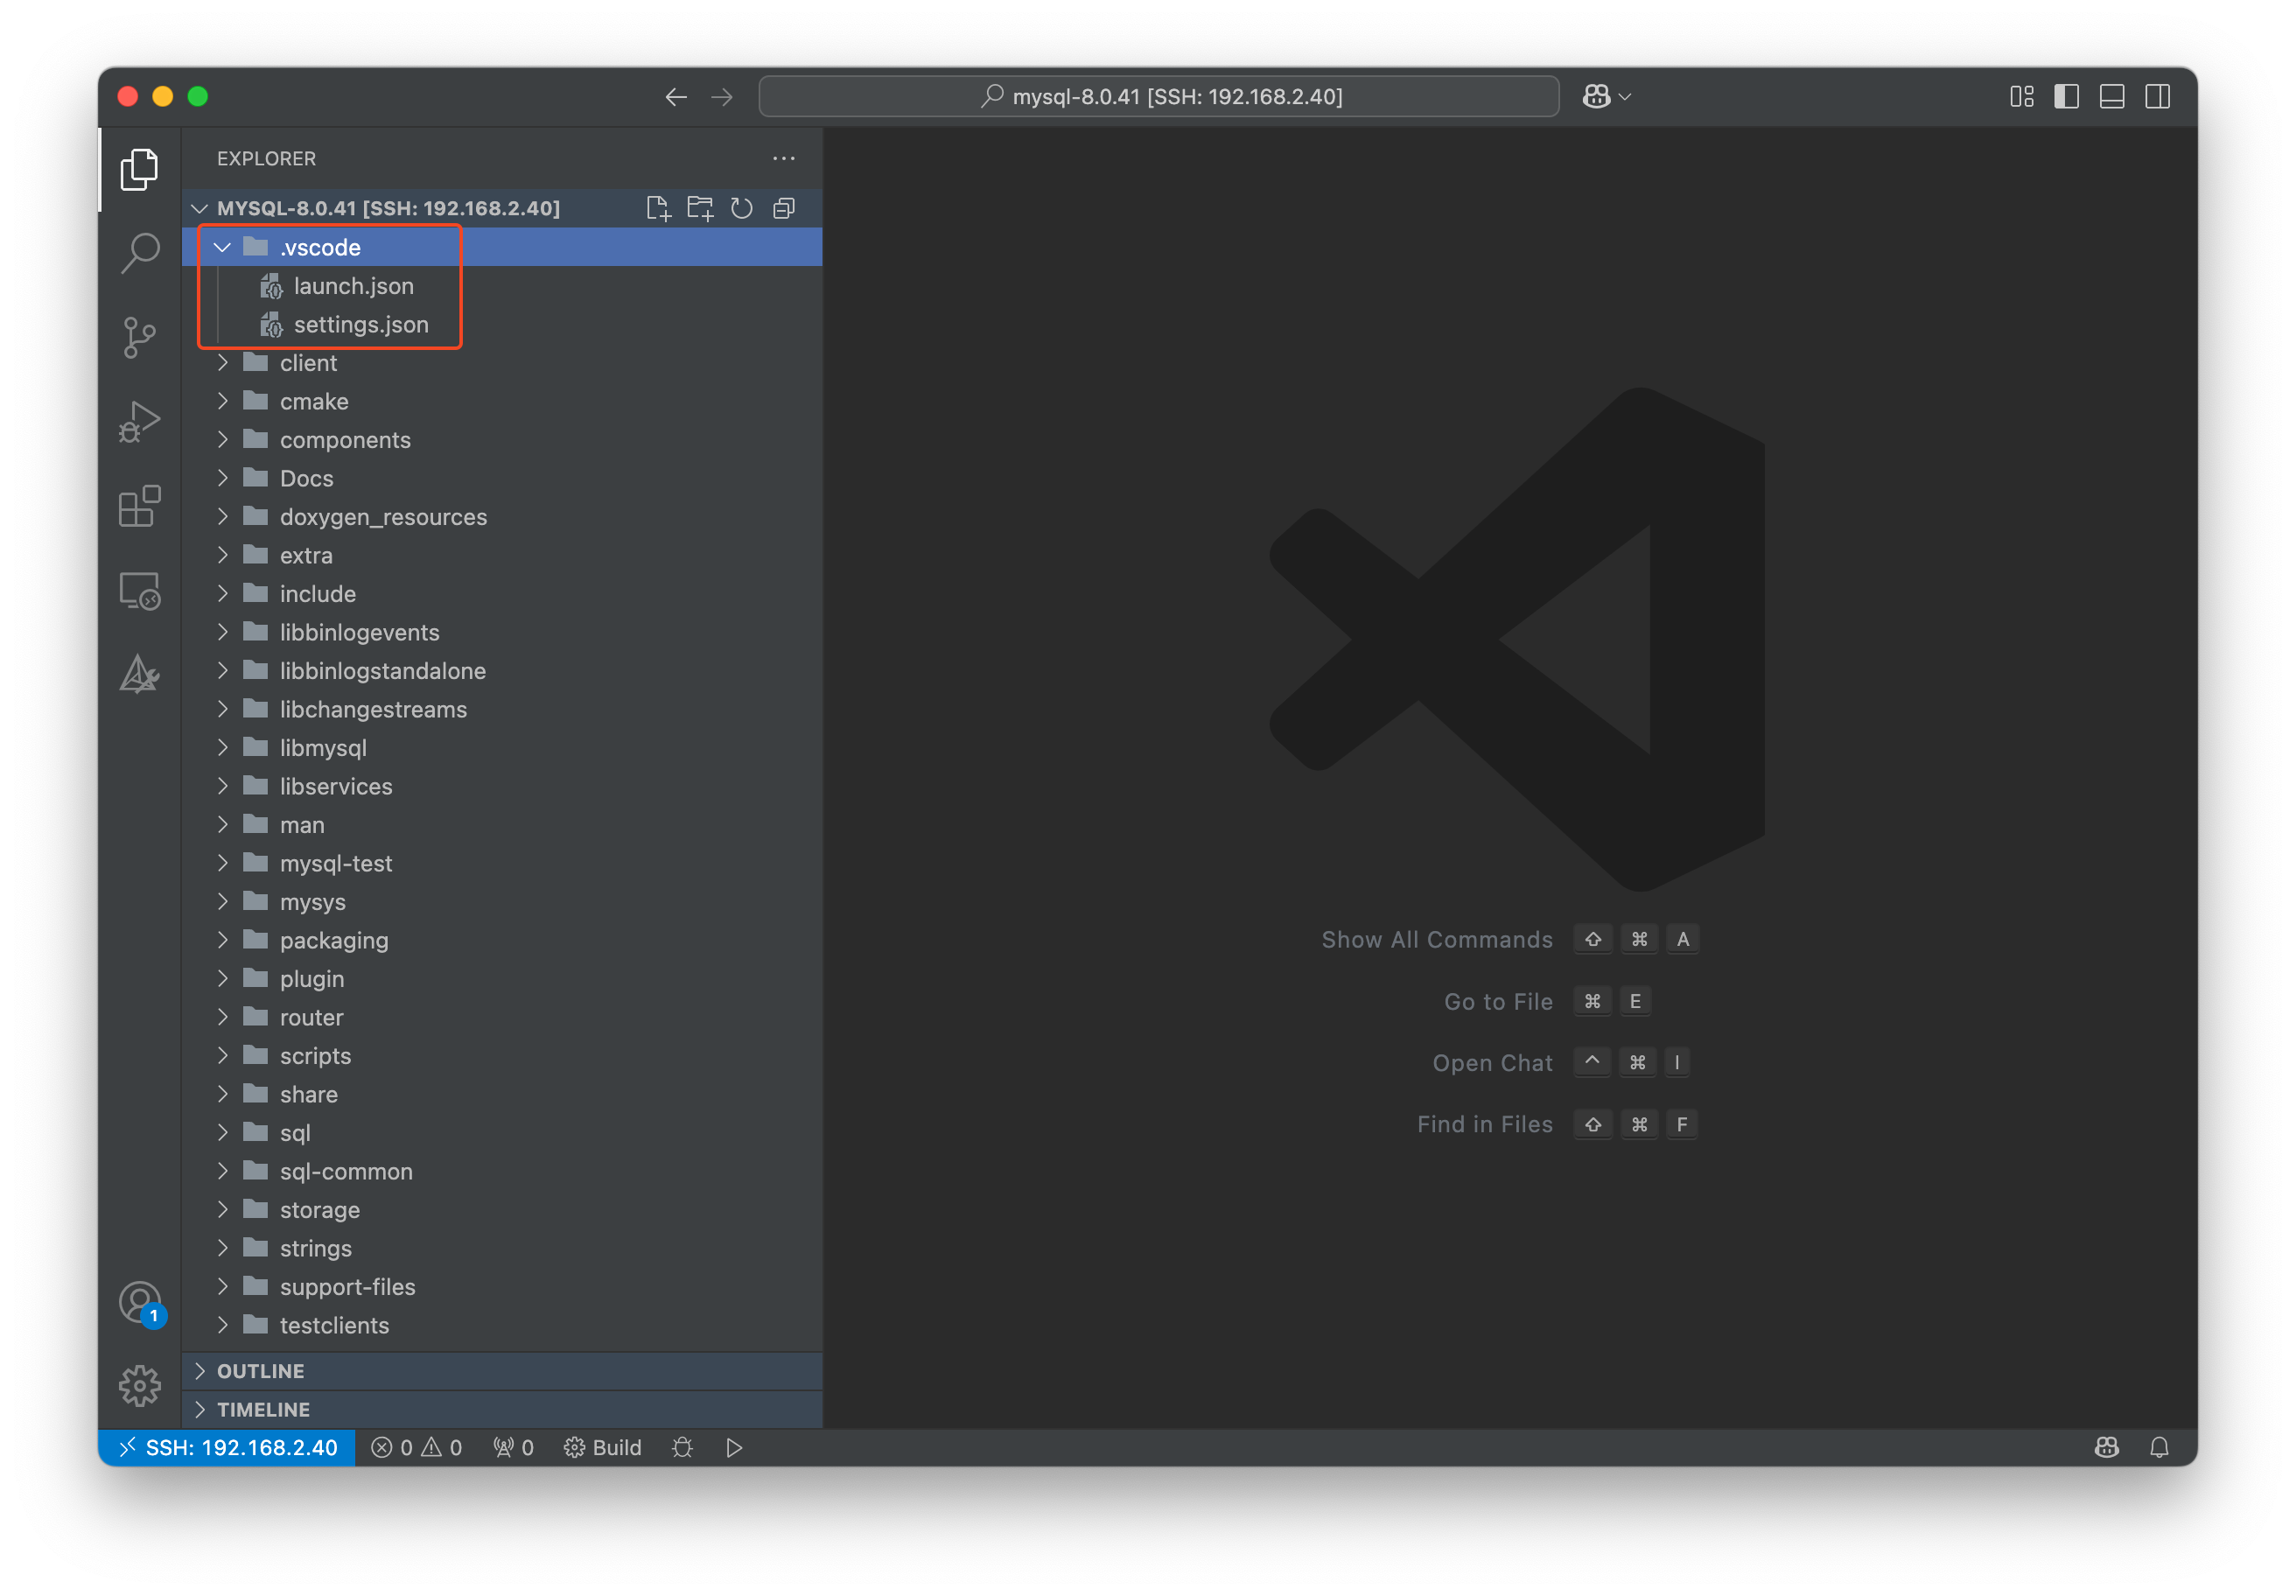 mysql-8.0.41 [SSH: 192.168.2.40]
EXPLORER
MYSQL-8.0.41 [SSH: 192.168.2.40]
.vscode
launch.json
settings.json
client
cmake
components
Docs
doxygen_resources
extra
include
libbinlogevents
libbinlogstandalone
libchangestreams
libmysql
libservices
man
mysql-test
mysys
packaging
plugin
router
scripts
share
sql
sql-common
storage
strings
support-files
testclients
OUTLINE
TIMELINE
Show All Commands ⇧ ⌘ A
Go to File ⌘ E
Open Chat ^ ⌘ I
Find in Files ⇧ ⌘ F
1
SSH: 192.168.2.40 0 0 0 Build